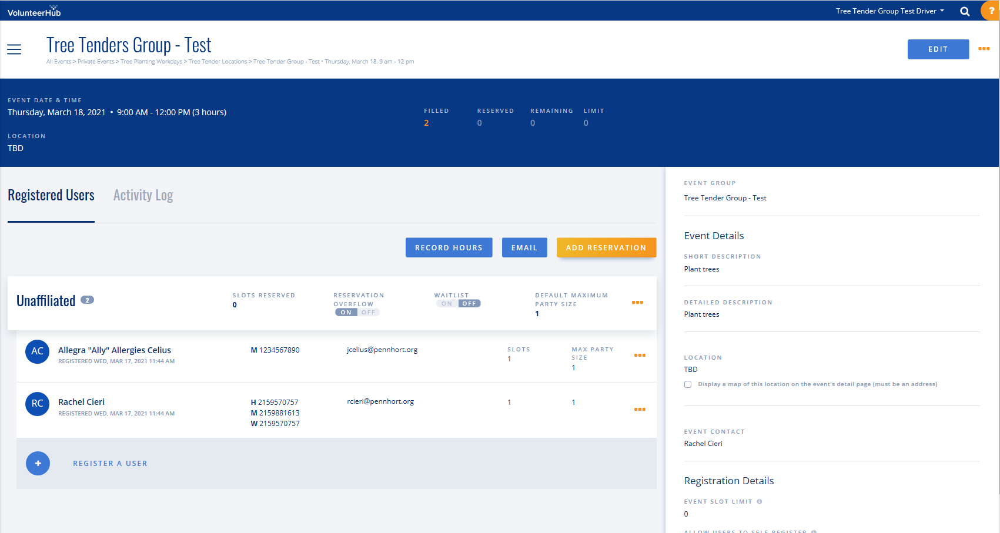 VolunteerHub
Tree Tender Group Test Driver
?
Tree Tenders Group - Test
All Events > Private Events > Tree Planting Workdays > Tree Tender Locations > Tree Tender Group - Test • Thursday, March 18, 9 am - 12 pm
EDIT
EVENT DATE & TIME
Thursday, March 18, 2021 • 9:00 AM - 12:00 PM (3 hours)
LOCATION
TBD
FILLED RESERVED REMAINING LIMIT
2 0 0 0
Registered Users Activity Log
RECORD HOURS EMAIL ADD RESERVATION
Unaffiliated 2
SLOTS RESERVED
0
RESERVATION
OVERFLOW
ON OFF
WAITLIST
ON OFF
DEFAULT MAXIMUM
PARTY SIZE
1
AC
Allegra "Ally" Allergies Celius
REGISTERED WED, MAR 17, 2021 11:44 AM
M 1234567890
jcelius@pennhort.org
SLOTS
1
MAX PARTY
SIZE
1
RC
Rachel Cieri
REGISTERED WED, MAR 17, 2021 11:44 AM
H 2159570757
M 2159881613
W 2159570757
rcieri@pennhort.org
1
1
+ REGISTER A USER
EVENT GROUP
Tree Tender Group - Test
Event Details
SHORT DESCRIPTION
Plant trees
DETAILED DESCRIPTION
Plant trees
LOCATION
TBD
Display a map of this location on the event's detail page (must be an address)
EVENT CONTACT
Rachel Cieri
Registration Details
EVENT SLOT LIMIT
0
ALLOW USERS TO SELF REGISTER